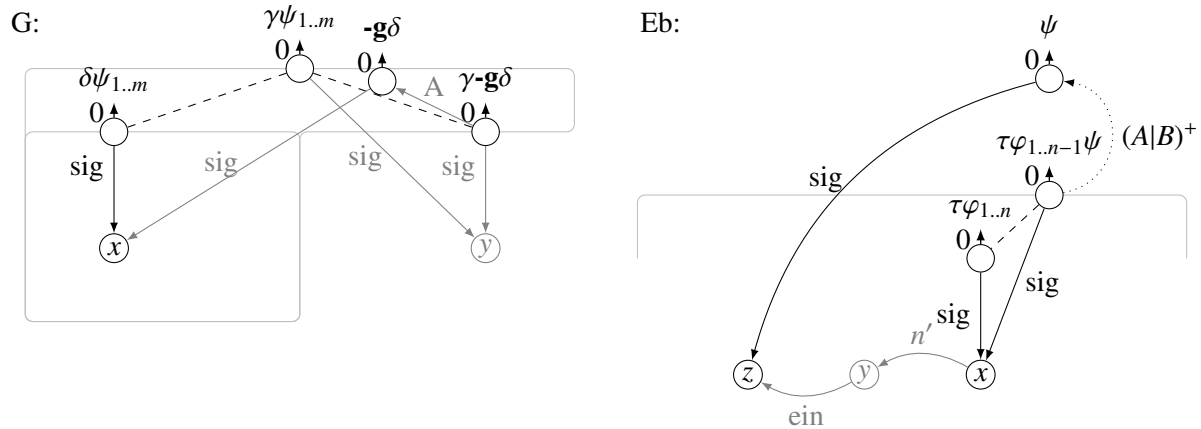 G:
γψ1..m
-gδ
0
0
δψ1..m
A
γ-gδ
0
0
sig
sig
sig
sig
x
y
Eb:
ψ
0
(A|B)+
τφ1..n−1ψ
sig
0
τφ1..n
0
sig
sig
n′
z
y
x
ein